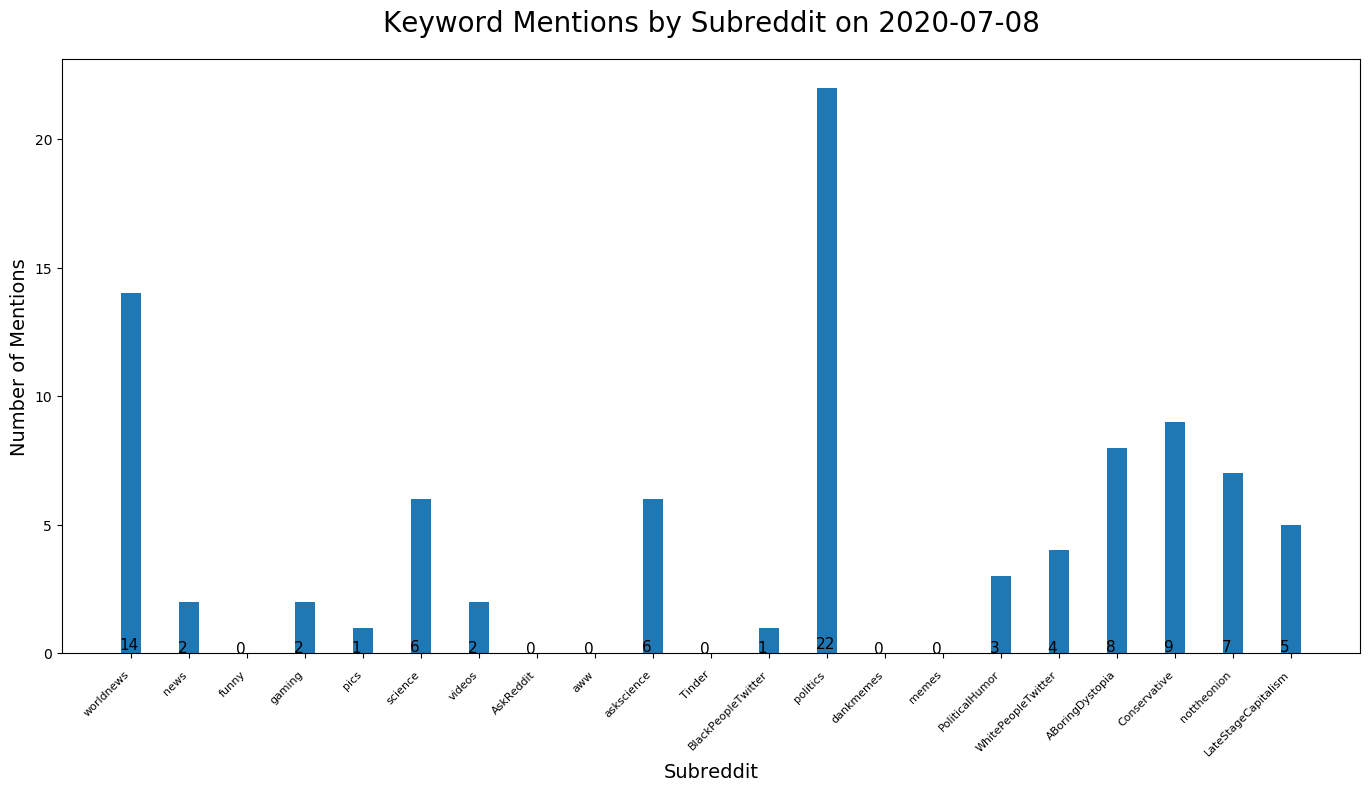 Keyword Mentions by Subreddit on 2020-07-08
Number of Mentions
20
15
10
5
0
14
2
0
2
1
6
2
0
0
6
0
1
22
0
0
3
4
8
9
7
5
worldnews
news
funny
gaming
pics
science
videos
AskReddit
aww
askscience
Tinder
BlackPeopleTwitter
politics
dankmemes
memes
PoliticalHumor
WhitePeopleTwitter
ABoringDystopia
Conservative
nottheonion
LateStageCapitalism
Subreddit